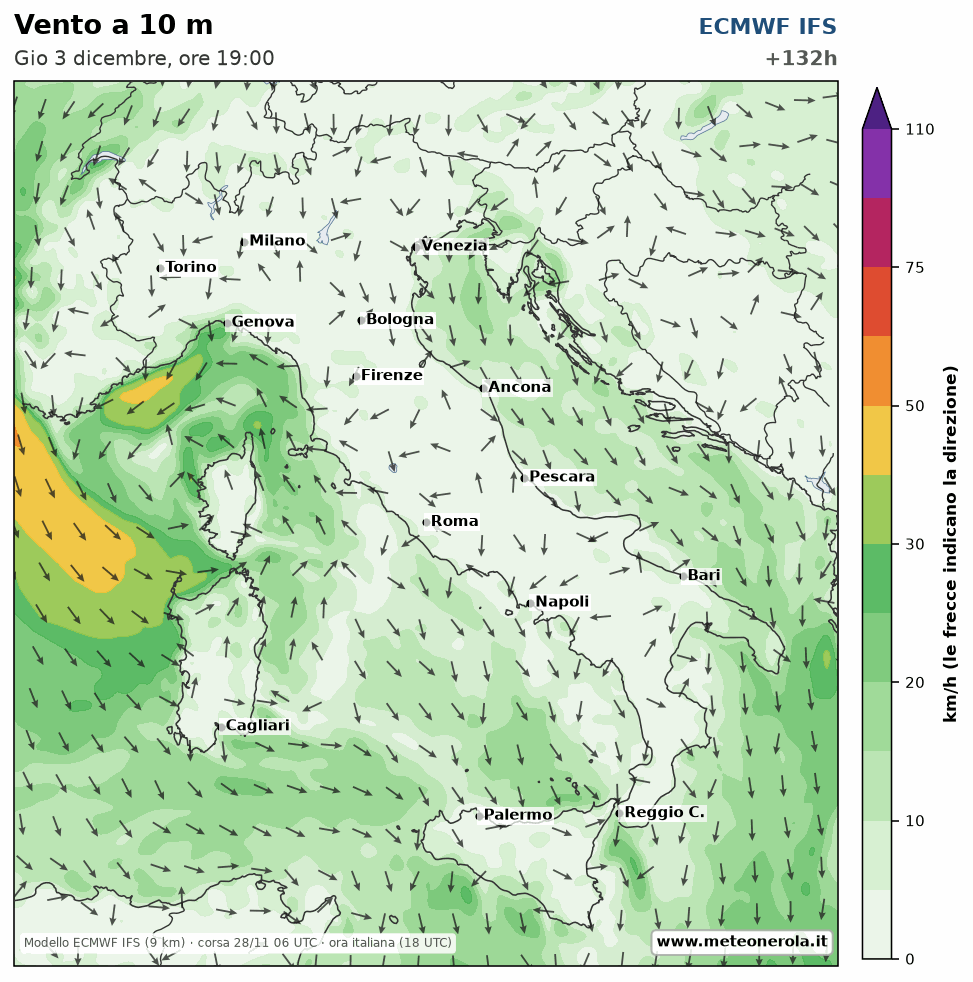 Vento a 10 m
ECMWF IFS
Gio 3 dicembre, ore 19:00
+132h
Milano
Venezia
Torino
Genova
Bologna
Firenze
Ancona
Pescara
Roma
Bari
Napoli
Cagliari
Palermo
Reggio C.
110
75
50
30
20
10
0
km/h (le frecce indicano la direzione)
Modello ECMWF IFS (9 km) · corsa 28/11 06 UTC · ora italiana (18 UTC)
www.meteonerola.it